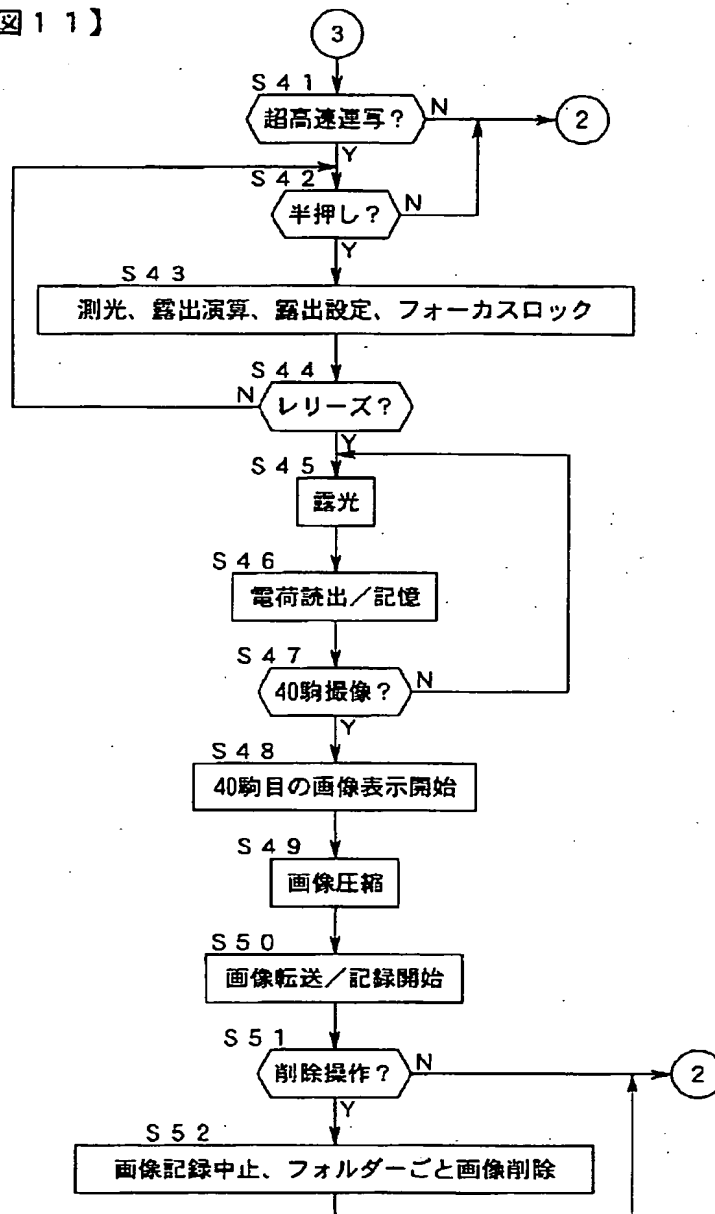 図１１】
３
Ｓ４１
超高速連写？
Ｎ
２
Ｙ
Ｓ４２
半押し？
Ｎ
Ｙ
Ｓ４３
測光、露出演算、露出設定、フォーカスロック
Ｓ４４
Ｎ
レリーズ？
Ｙ
Ｓ４５
露光
Ｓ４６
電荷読出／記憶
Ｓ４７
40駒撮像？
Ｎ
Ｙ
Ｓ４８
40駒目の画像表示開始
Ｓ４９
画像圧縮
Ｓ５０
画像転送／記録開始
Ｓ５１
削除操作？
Ｎ
２
Ｙ
Ｓ５２
画像記録中止、フォルダーごと画像削除